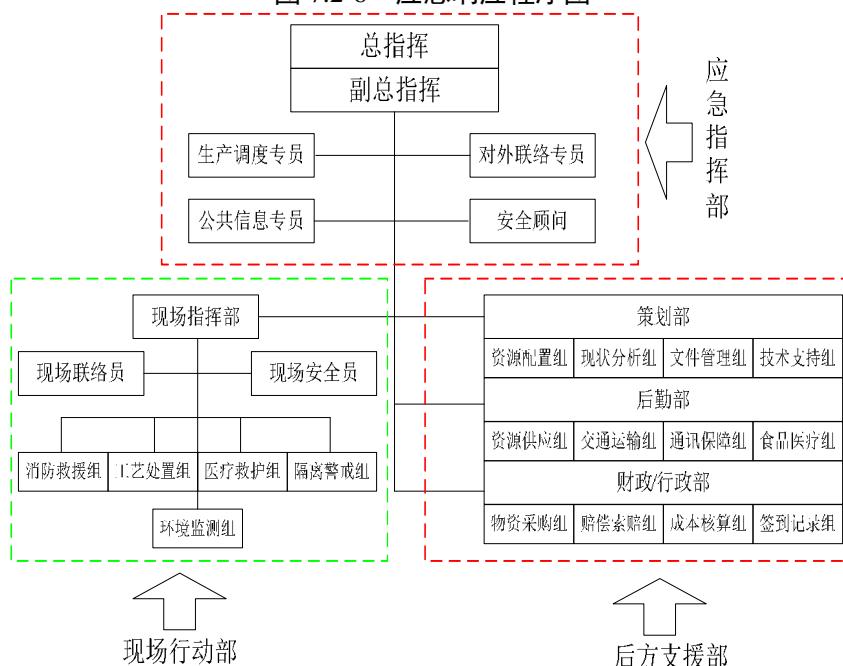 总指挥
副总指挥
生产调度专员 对外联络专员
公共信息专员 安全顾问
应急指挥部
现场指挥部
现场联络员 现场安全员
消防救援组 工艺处置组 医疗救护组 隔离警戒组
环境监测组
策划部
资源配置组 现状分析组 文件管理组 技术支持组
后勤部
资源供应组 交通运输组 通讯保障组 食品医疗组
财政/行政部
物资采购组 赔偿索赔组 成本核算组 签到记录组
现场行动部
后方支援部